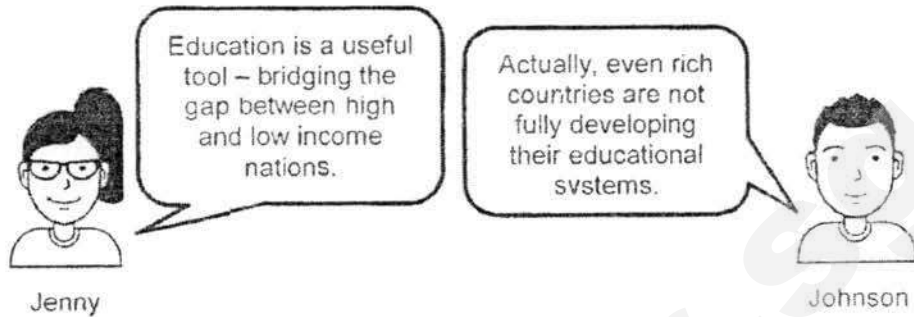 Education is a useful
tool – bridging the
gap between high
and low income
nations.
Actually, even rich
countries are not
fully developing
their educational
systems.
Jenny
Johnson